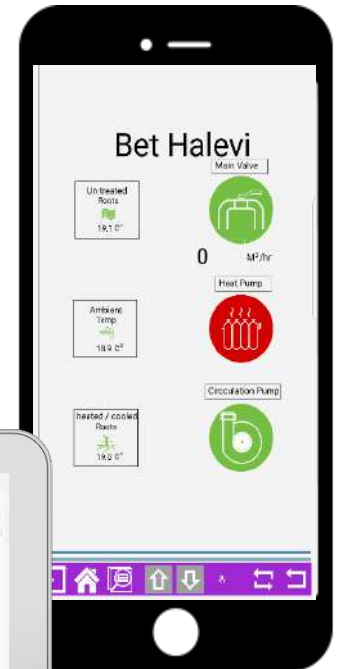 Bet Halevi
Main Valve
Un treated
Roots
19.1 C°
0 M³/hr
Heat Pump
Ambient
Temp
18.9 C°
Circulation Pump
heated / cooled
Roots
19.0 C°